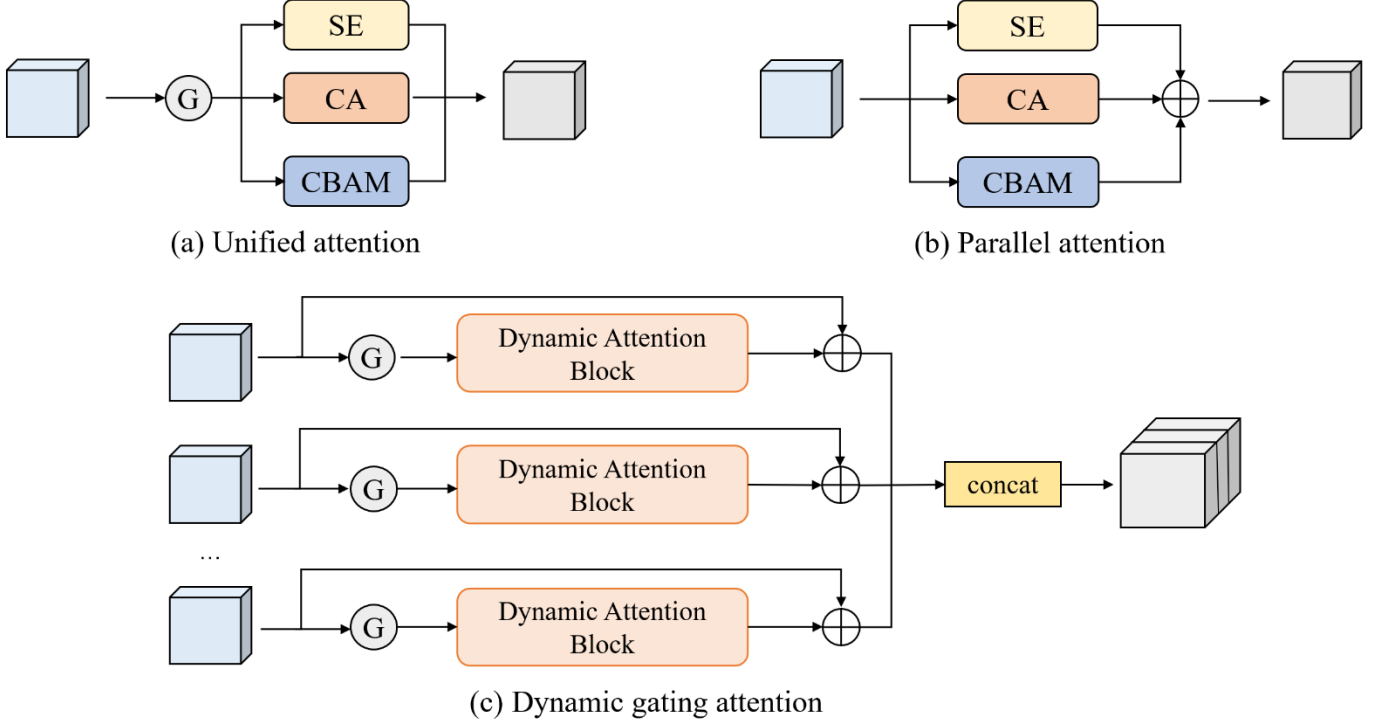 SE
G
CA
CBAM
(a) Unified attention
SE
CA
CBAM
(b) Parallel attention
G
Dynamic Attention
Block
G
Dynamic Attention
Block
concat
...
G
Dynamic Attention
Block
(c) Dynamic gating attention